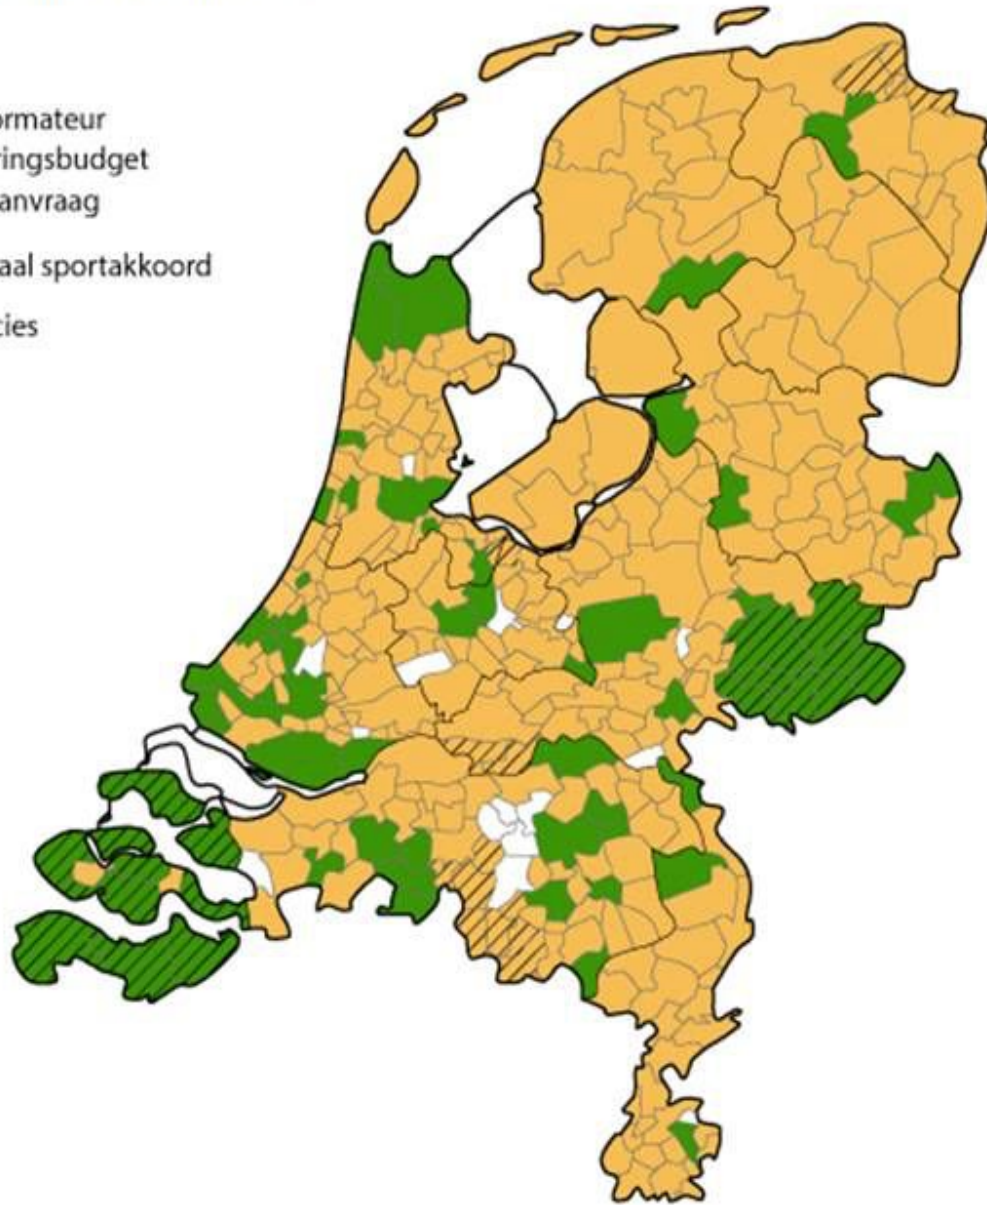 ormateur
ringsbudget
anvraag
aal sportakkoord
cies